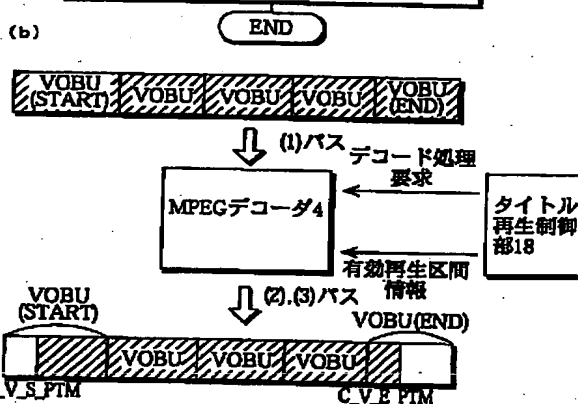 END
(b)
VOBU
(START)
VOBU
VOBU
VOBU
VOBU
(END)
(1)パス
デコード処理
要求
MPEGデコーダ4
タイトル
再生制御
部18
有効再生区間
情報
(2),(3)パス
VOBU
(START)
VOBU(END)
VOBU
VOBU
VOBU
_V_S_PTM
C_V_E_PTM